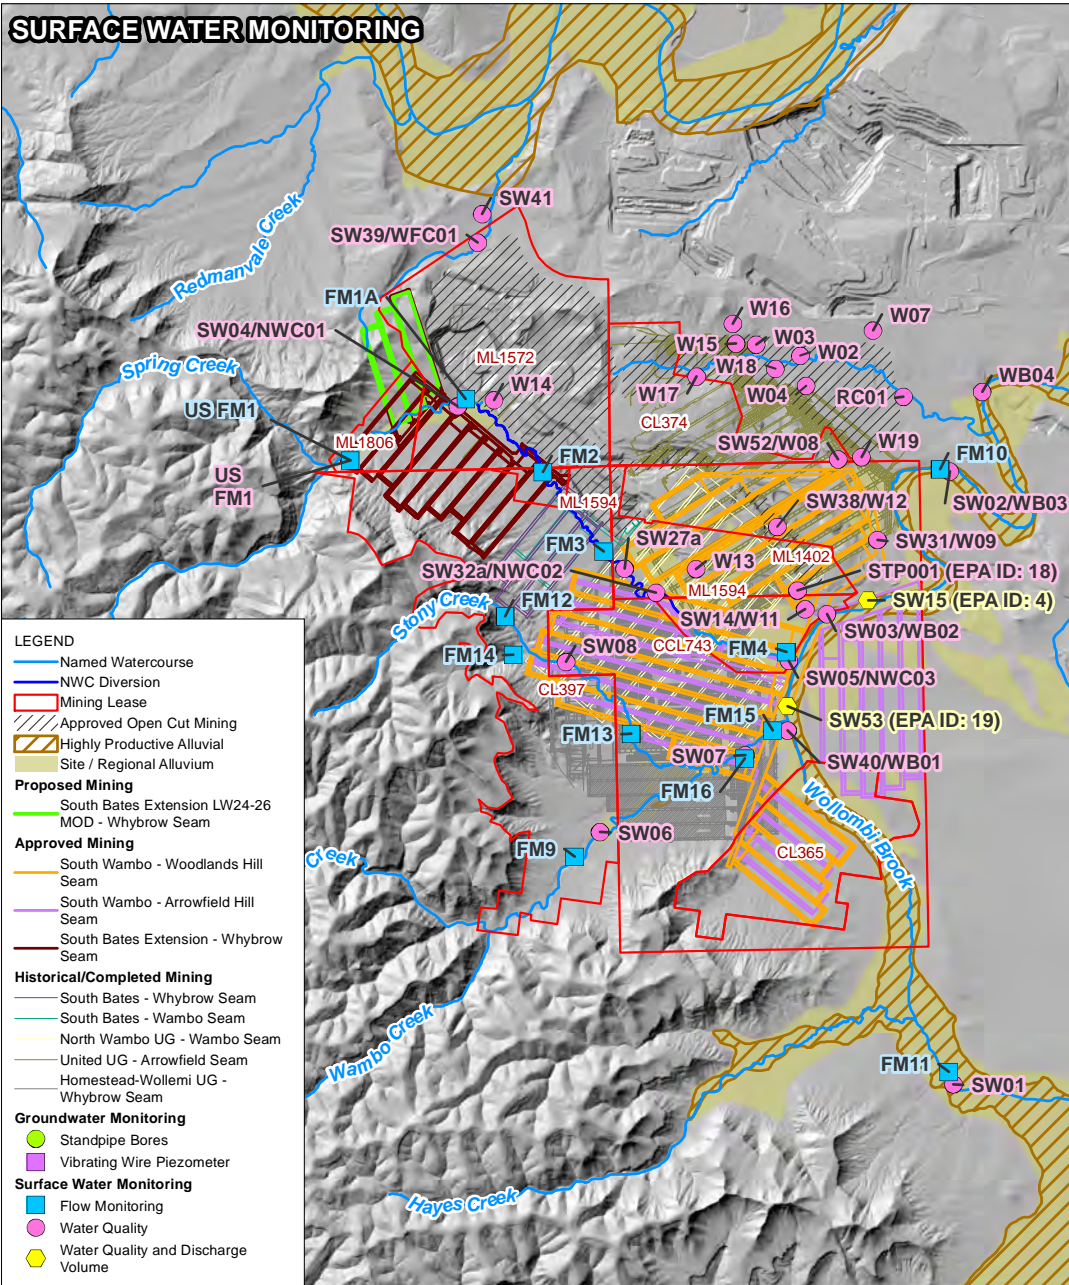 SURFACE WATER MONITORING
SW41
SW39/WFC01
Redmanvale Creek
FM1A
SW04/NWC01
ML1572
W14
Spring Creek
US FM1
ML1806
US
FM1
W16
W07
W15
W03
W02
W18
W17
W04
RC01
WB04
CL374
SW52/W08
W19
FM10
FM2
SW02/WB03
ML1594
SW38/W12
FM3
SW27a
ML1402
SW31/W09
SW32a/NWC02
W13
STP001 (EPA ID: 18)
ML1594
SW15 (EPA ID: 4)
FM12
Stony Creek
SW14/W11
SW03/WB02
FM14
SW08
CCL743
FM4
SW05/NWC03
CL397
FM15
SW53 (EPA ID: 19)
FM13
SW07
SW40/WB01
FM16
Wollombi Brook
SW06
FM9
CL365
Creek
Wambo Creek
FM11
SW01
Hayes Creek
LEGEND
Named Watercourse
NWC Diversion
Mining Lease
Approved Open Cut Mining
Highly Productive Alluvial
Site / Regional Alluvium
Proposed Mining
South Bates Extension LW24-26
MOD - Whybrow Seam
Approved Mining
South Wambo - Woodlands Hill
Seam
South Wambo - Arrowfield Hill
Seam
South Bates Extension - Whybrow
Seam
Historical/Completed Mining
South Bates - Whybrow Seam
South Bates - Wambo Seam
North Wambo UG - Wambo Seam
United UG - Arrowfield Seam
Homestead-Wollemi UG -
Whybrow Seam
Groundwater Monitoring
Standpipe Bores
Vibrating Wire Piezometer
Surface Water Monitoring
Flow Monitoring
Water Quality
Water Quality and Discharge
Volume